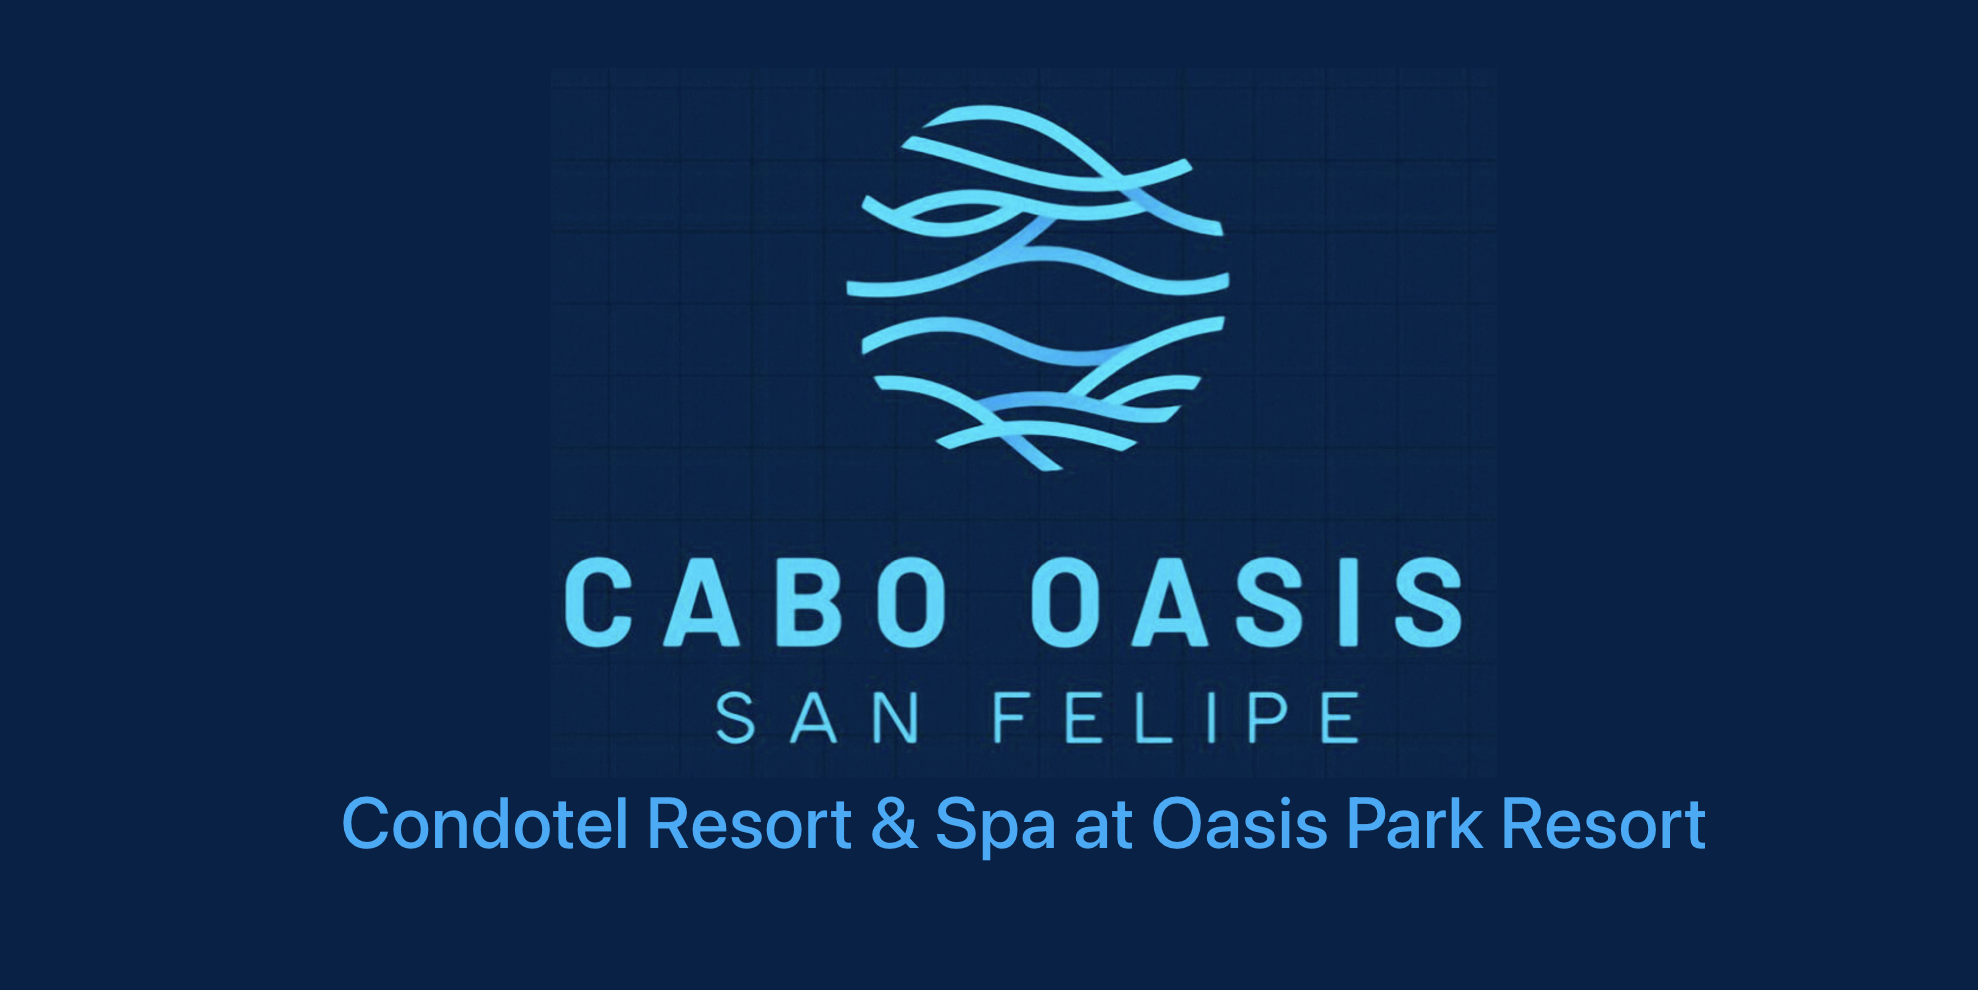 CABO OASIS
SAN FELIPE
Condotel Resort & Spa at Oasis Park Resort